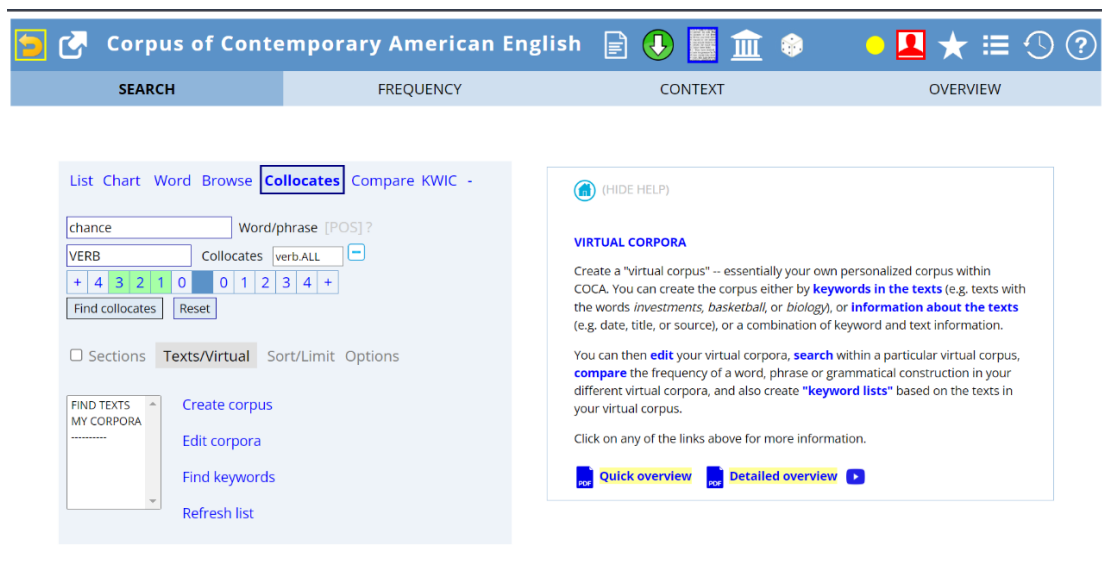 Corpus of Contemporary American English
SEARCH FREQUENCY CONTEXT OVERVIEW
List Chart Word Browse Collocates Compare KWIC -
chance Word/phrase [POS] ?
VERB Collocates verb.ALL
+ 4 3 2 1 0 0 1 2 3 4 +
Find collocates Reset
Sections Texts/Virtual Sort/Limit Options
FIND TEXTS
MY CORPORA
----------
Create corpus
Edit corpora
Find keywords
Refresh list
(HIDE HELP)
VIRTUAL CORPORA
Create a "virtual corpus" -- essentially your own personalized corpus within
COCA. You can create the corpus either by keywords in the texts (e.g. texts with
the words investments, basketball, or biology), or information about the texts
(e.g. date, title, or source), or a combination of keyword and text information.
You can then edit your virtual corpora, search within a particular virtual corpus,
compare the frequency of a word, phrase or grammatical construction in your
different virtual corpora, and also create "keyword lists" based on the texts in
your virtual corpus.
Click on any of the links above for more information.
PDF Quick overview PDF Detailed overview